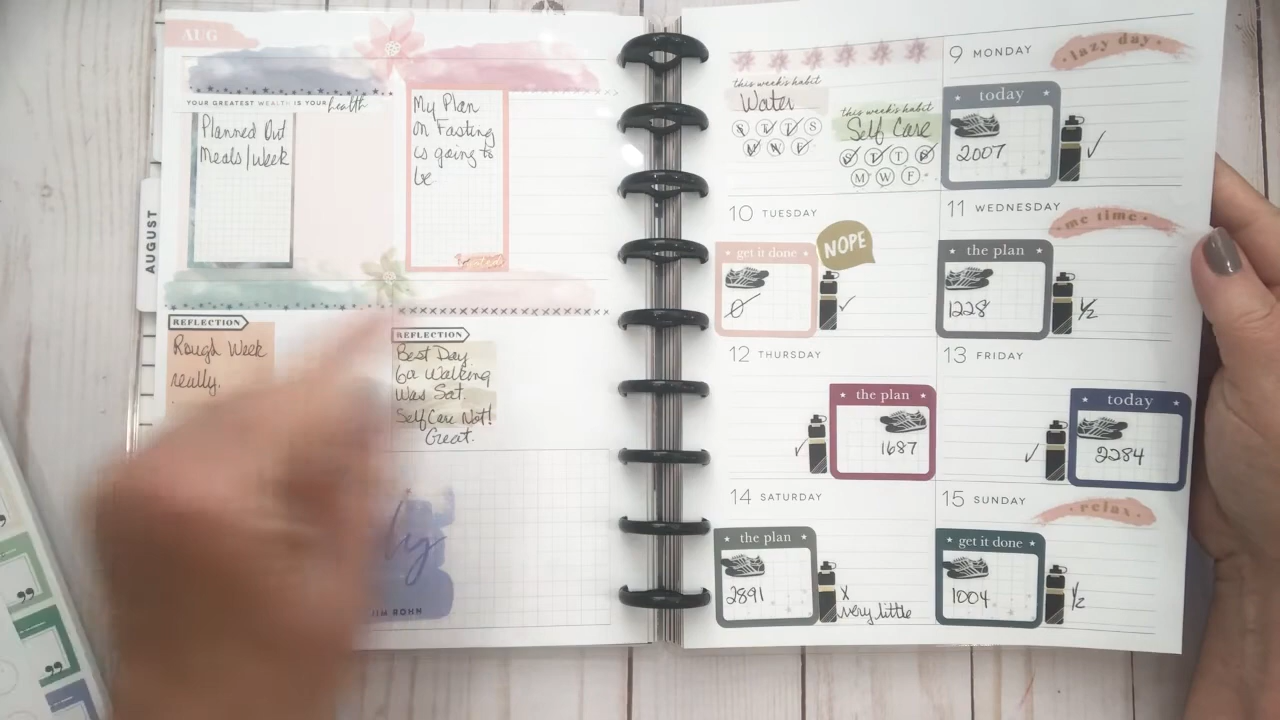 AUG
YOUR GREATEST WEALTH IS YOUR health
Planned Out
Meals/Week
My Plan
on Fasting
is going to
be
AUGUST
REFLECTION
Rough Week
really.
REFLECTION
Best Day
for Walking
Was Sat.
Self Care Not!
Great.
JIM ROHN
this week's habit
Water
S T T S
M W F
this week's habit
Self Care
S T T S
M W F
9 MONDAY
lazy day
today
2007
10 TUESDAY
NOPE
get it done
0
11 WEDNESDAY
me time
the plan
1228
1/2
12 THURSDAY
the plan
1687
13 FRIDAY
today
2284
14 SATURDAY
the plan
2891
X
very little
15 SUNDAY
relax
get it done
1004
1/2